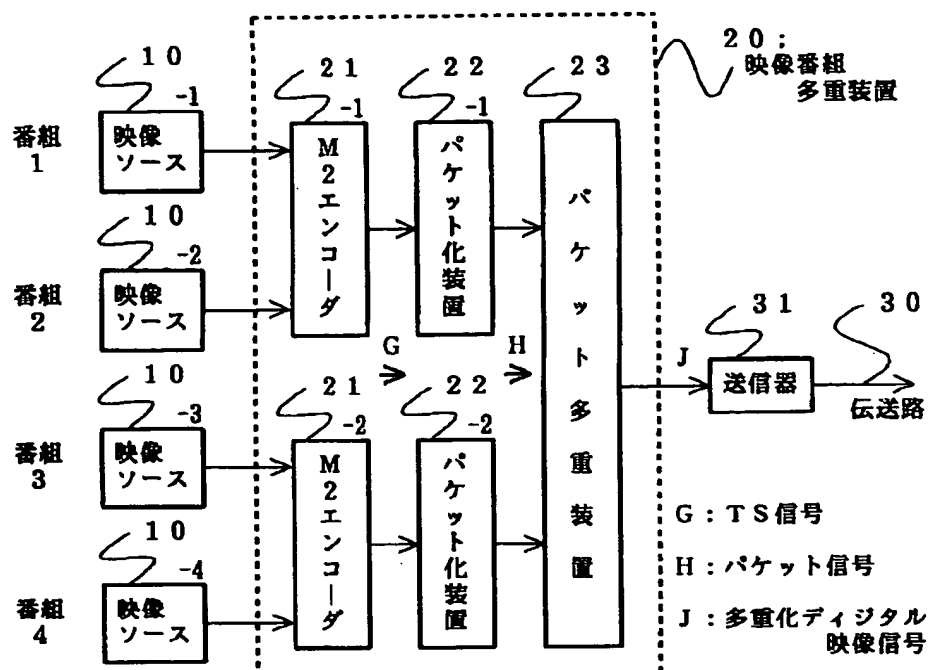 20：
映像番組
多重装置
10
-1
21
-1
22
-1
23
番組
1
映像
ソース
M2エンコーダ
パケット化装置
パケット多重装置
10
-2
番組
2
映像
ソース
G
H
J
31
30
送信器
伝送路
10
-3
21
-2
22
-2
番組
3
映像
ソース
M2エンコーダ
パケット化装置
10
-4
番組
4
映像
ソース
G：TS信号
H：パケット信号
J：多重化ディジタル
映像信号